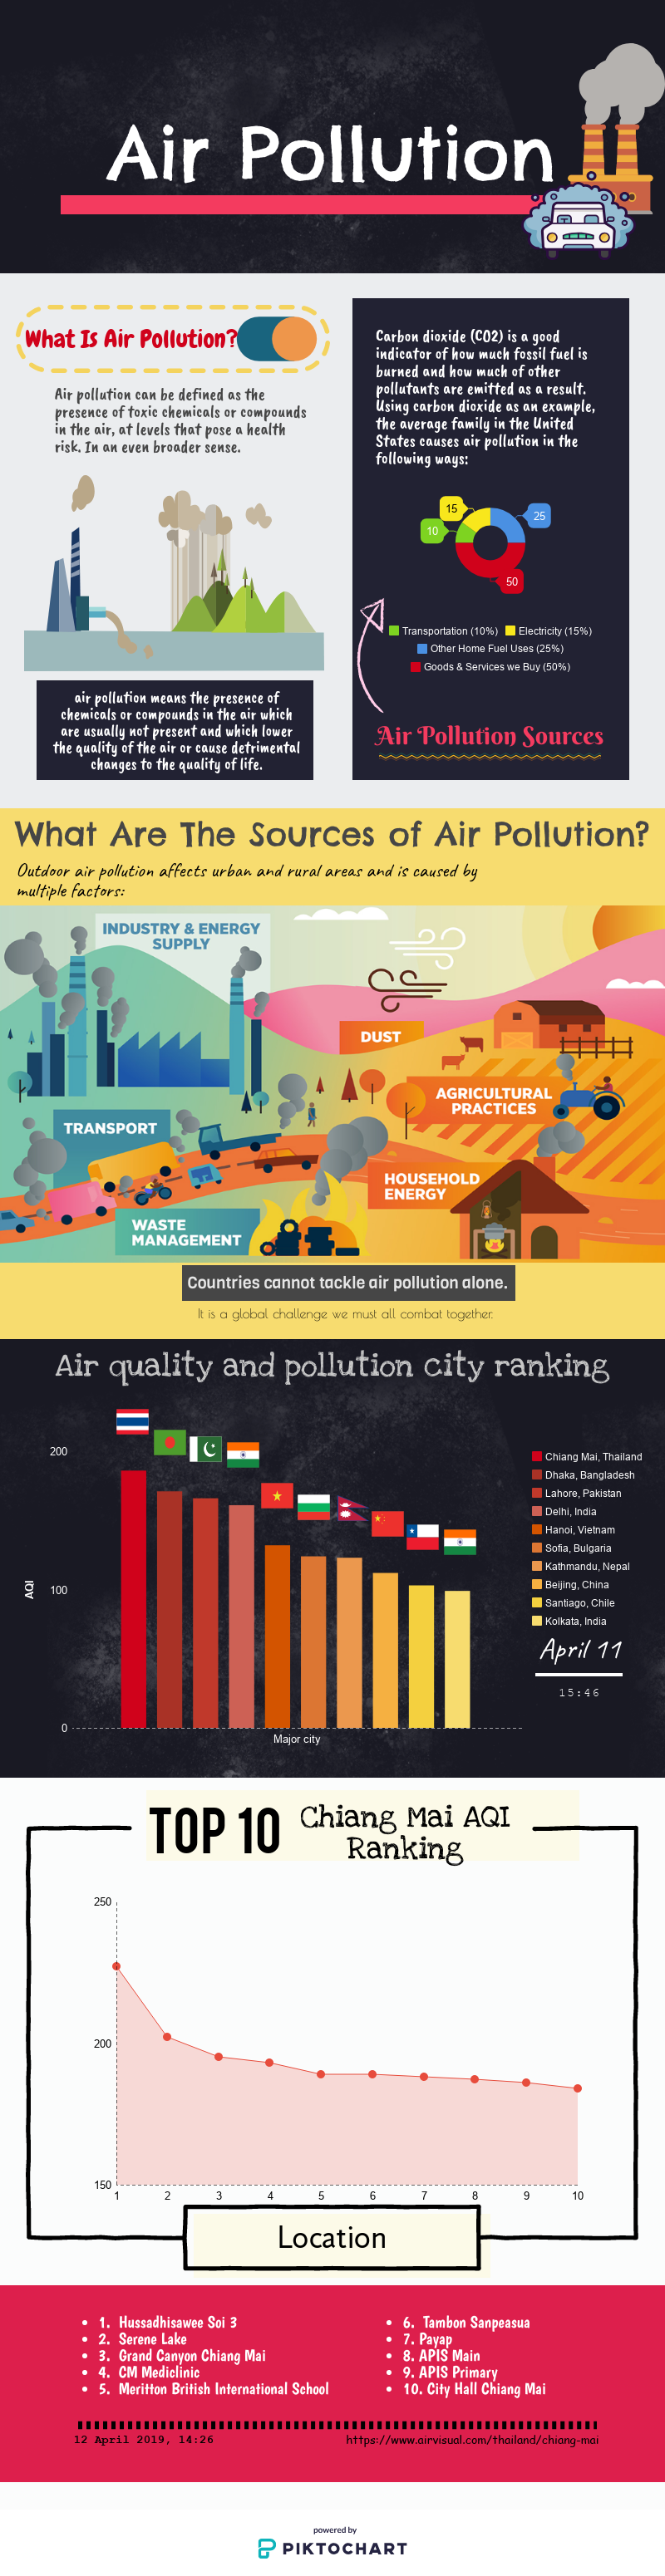 Air Pollution
What Is Air Pollution?
Air pollution can be defined as the
presence of toxic chemicals or compounds
in the air, at levels that pose a health
risk. In an even broader sense.
air pollution means the presence of
chemicals or compounds in the air which
are usually not present and which lower
the quality of the air or cause detrimental
changes to the quality of life.
Carbon dioxide (CO2) is a good
indicator of how much fossil fuel is
burned and how much of other
pollutants are emitted as a result.
Using carbon dioxide as an example,
the average family in the United
States causes air pollution in the
following ways:
15
25
10
50
Transportation (10%) Electricity (15%)
Other Home Fuel Uses (25%)
Goods & Services we Buy (50%)
Air Pollution Sources
What Are The Sources of Air Pollution?
Outdoor air pollution affects urban and rural areas and is caused by
multiple factors:
INDUSTRY & ENERGY
SUPPLY
DUST
AGRICULTURAL
PRACTICES
TRANSPORT
HOUSEHOLD
ENERGY
WASTE
MANAGEMENT
Countries cannot tackle air pollution alone.
It is a global challenge we must all combat together.
Air quality and pollution city ranking
200
100
0
AQI
Major city
Chiang Mai, Thailand
Dhaka, Bangladesh
Lahore, Pakistan
Delhi, India
Hanoi, Vietnam
Sofia, Bulgaria
Kathmandu, Nepal
Beijing, China
Santiago, Chile
Kolkata, India
April 11
15:46
TOP 10 Chiang Mai AQI
Ranking
250
200
150
1 2 3 4 5 6 7 8 9 10
Location
1. Hussadhisawee Soi 3
2. Serene Lake
3. Grand Canyon Chiang Mai
4. CM Mediclinic
5. Meritton British International School
6. Tambon Sanpeasua
7. Payap
8. APIS Main
9. APIS Primary
10. City Hall Chiang Mai
12 April 2019, 14:26
https://www.airvisual.com/thailand/chiang-mai
powered by
PIKTOCHART